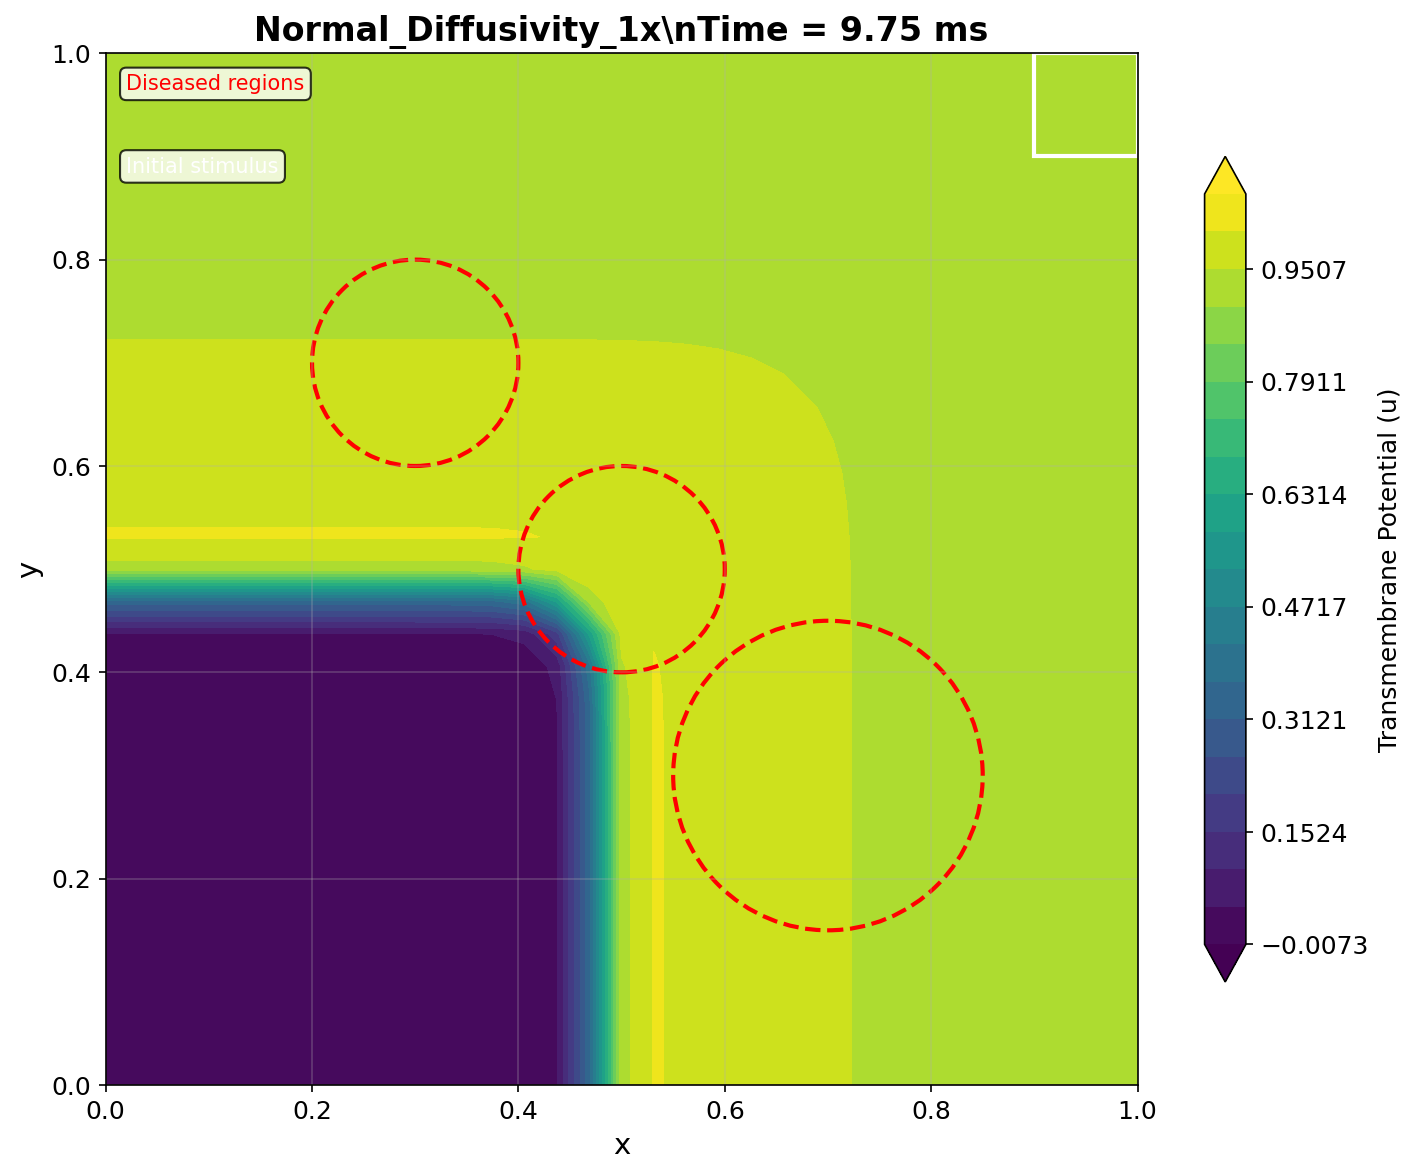 Normal_Diffusivity_1x\nTime = 9.75 ms
Diseased regions
Initial stimulus
1.0
0.8
0.6
0.4
0.2
0.0
y
0.0 0.2 0.4 0.6 0.8 1.0
x
0.9507
0.7911
0.6314
0.4717
0.3121
0.1524
−0.0073
Transmembrane Potential (u)